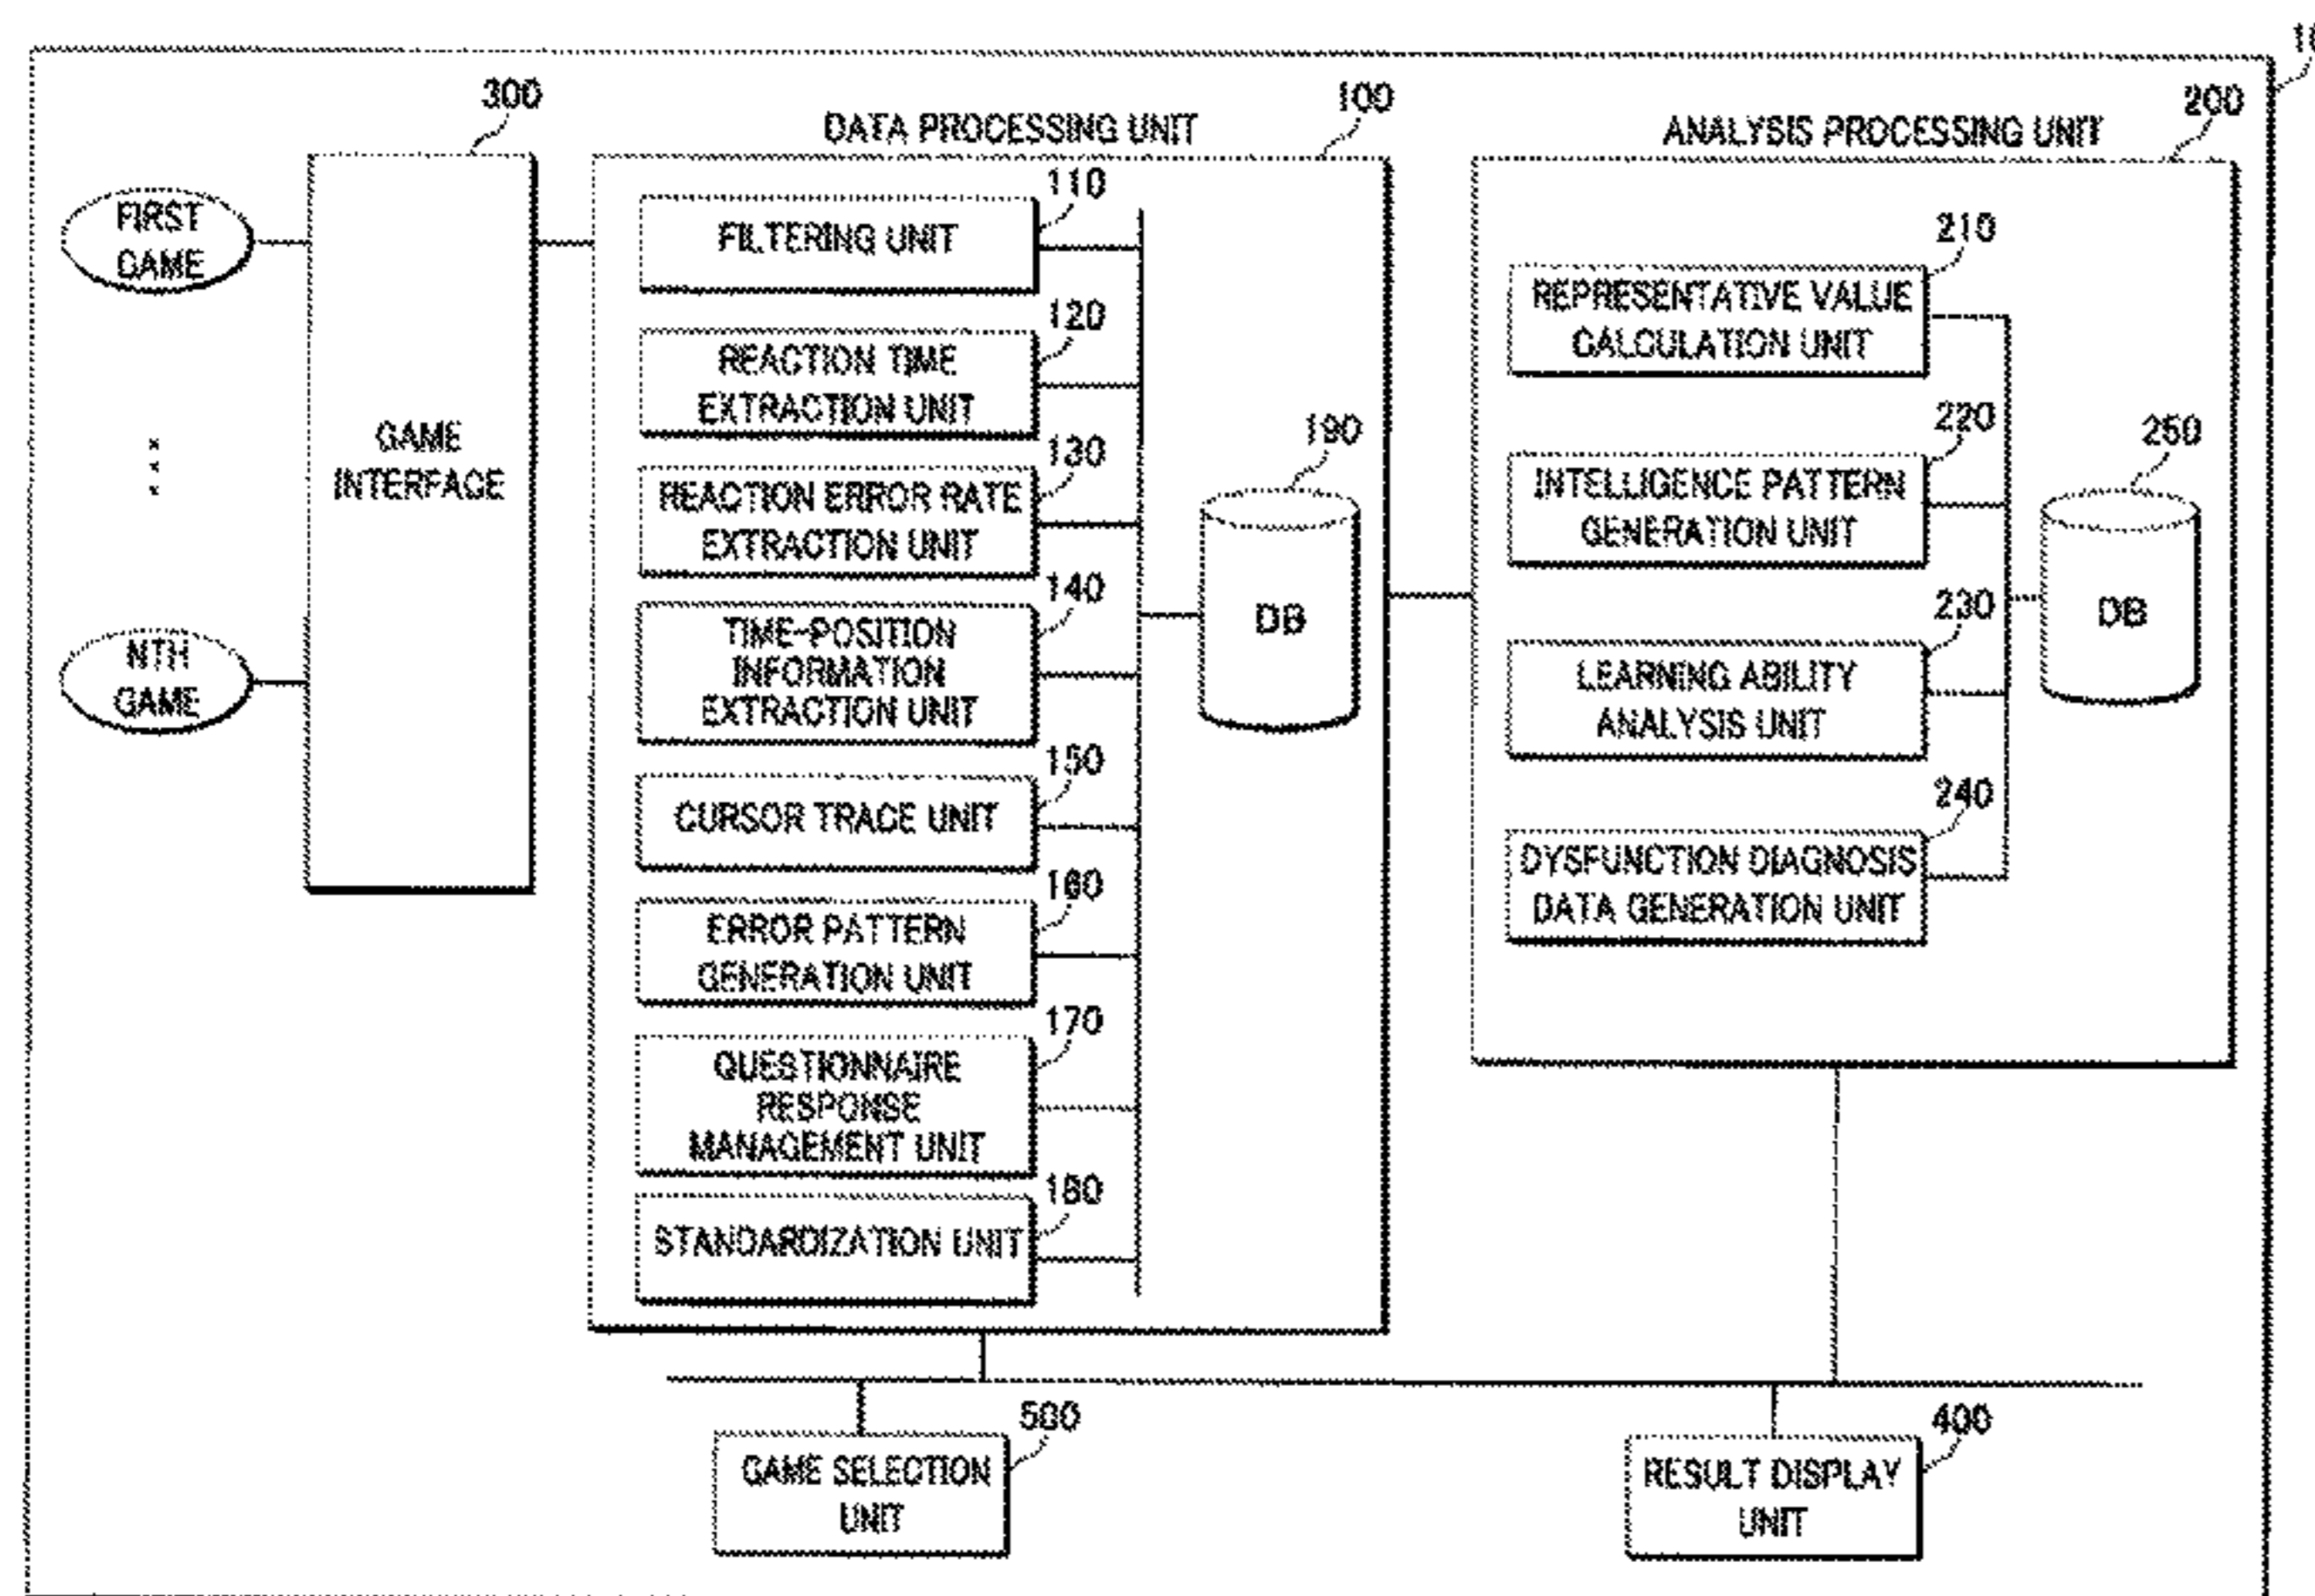 10
300
DATA PROCESSING UNIT
100
ANALYSIS PROCESSING UNIT
200
FIRST
GAME
NTH
GAME
GAME
INTERFACE
110
FILTERING UNIT
120
REACTION TIME
EXTRACTION UNIT
130
REACTION ERROR RATE
EXTRACTION UNIT
140
TIME-POSITION
INFORMATION
EXTRACTION UNIT
150
CURSOR TRACE UNIT
160
ERROR PATTERN
GENERATION UNIT
170
QUESTIONNAIRE
RESPONSE
MANAGEMENT UNIT
180
STANDARDIZATION UNIT
190
DB
210
REPRESENTATIVE VALUE
CALCULATION UNIT
220
INTELLIGENCE PATTERN
GENERATION UNIT
230
LEARNING ABILITY
ANALYSIS UNIT
240
DYSFUNCTION DIAGNOSIS
DATA GENERATION UNIT
250
DB
500
GAME SELECTION
UNIT
400
RESULT DISPLAY
UNIT